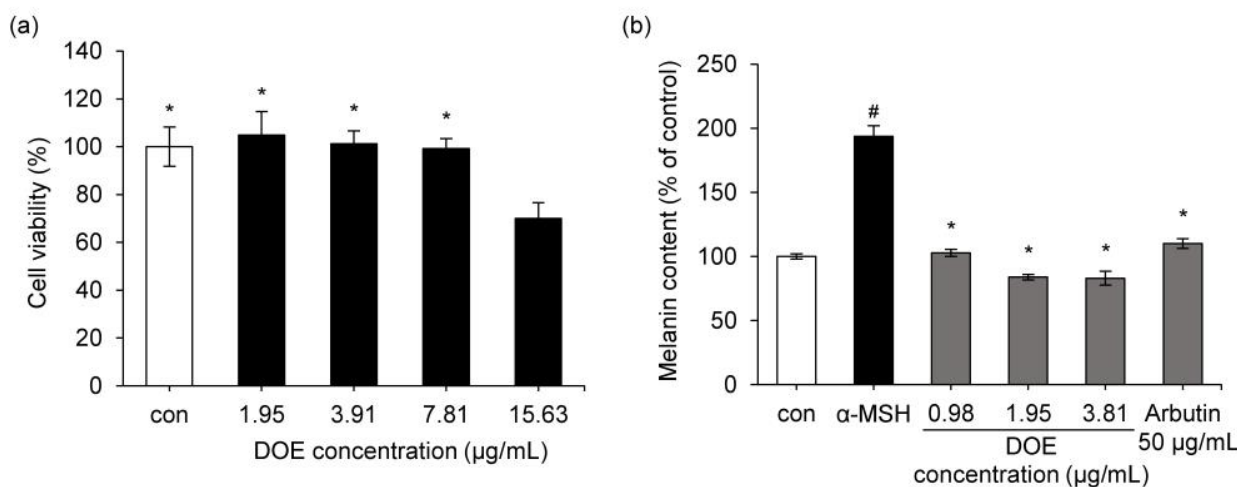 (a)
Cell viability (%)
140
120
100
80
60
40
20
0
* * * *
con 1.95 3.91 7.81 15.63
DOE concentration (µg/mL)
(b)
Melanin content (% of control)
250
200
150
100
50
0
#
* * * *
con α-MSH 0.98 1.95 3.81 Arbutin
DOE 50 µg/mL
concentration (µg/mL)